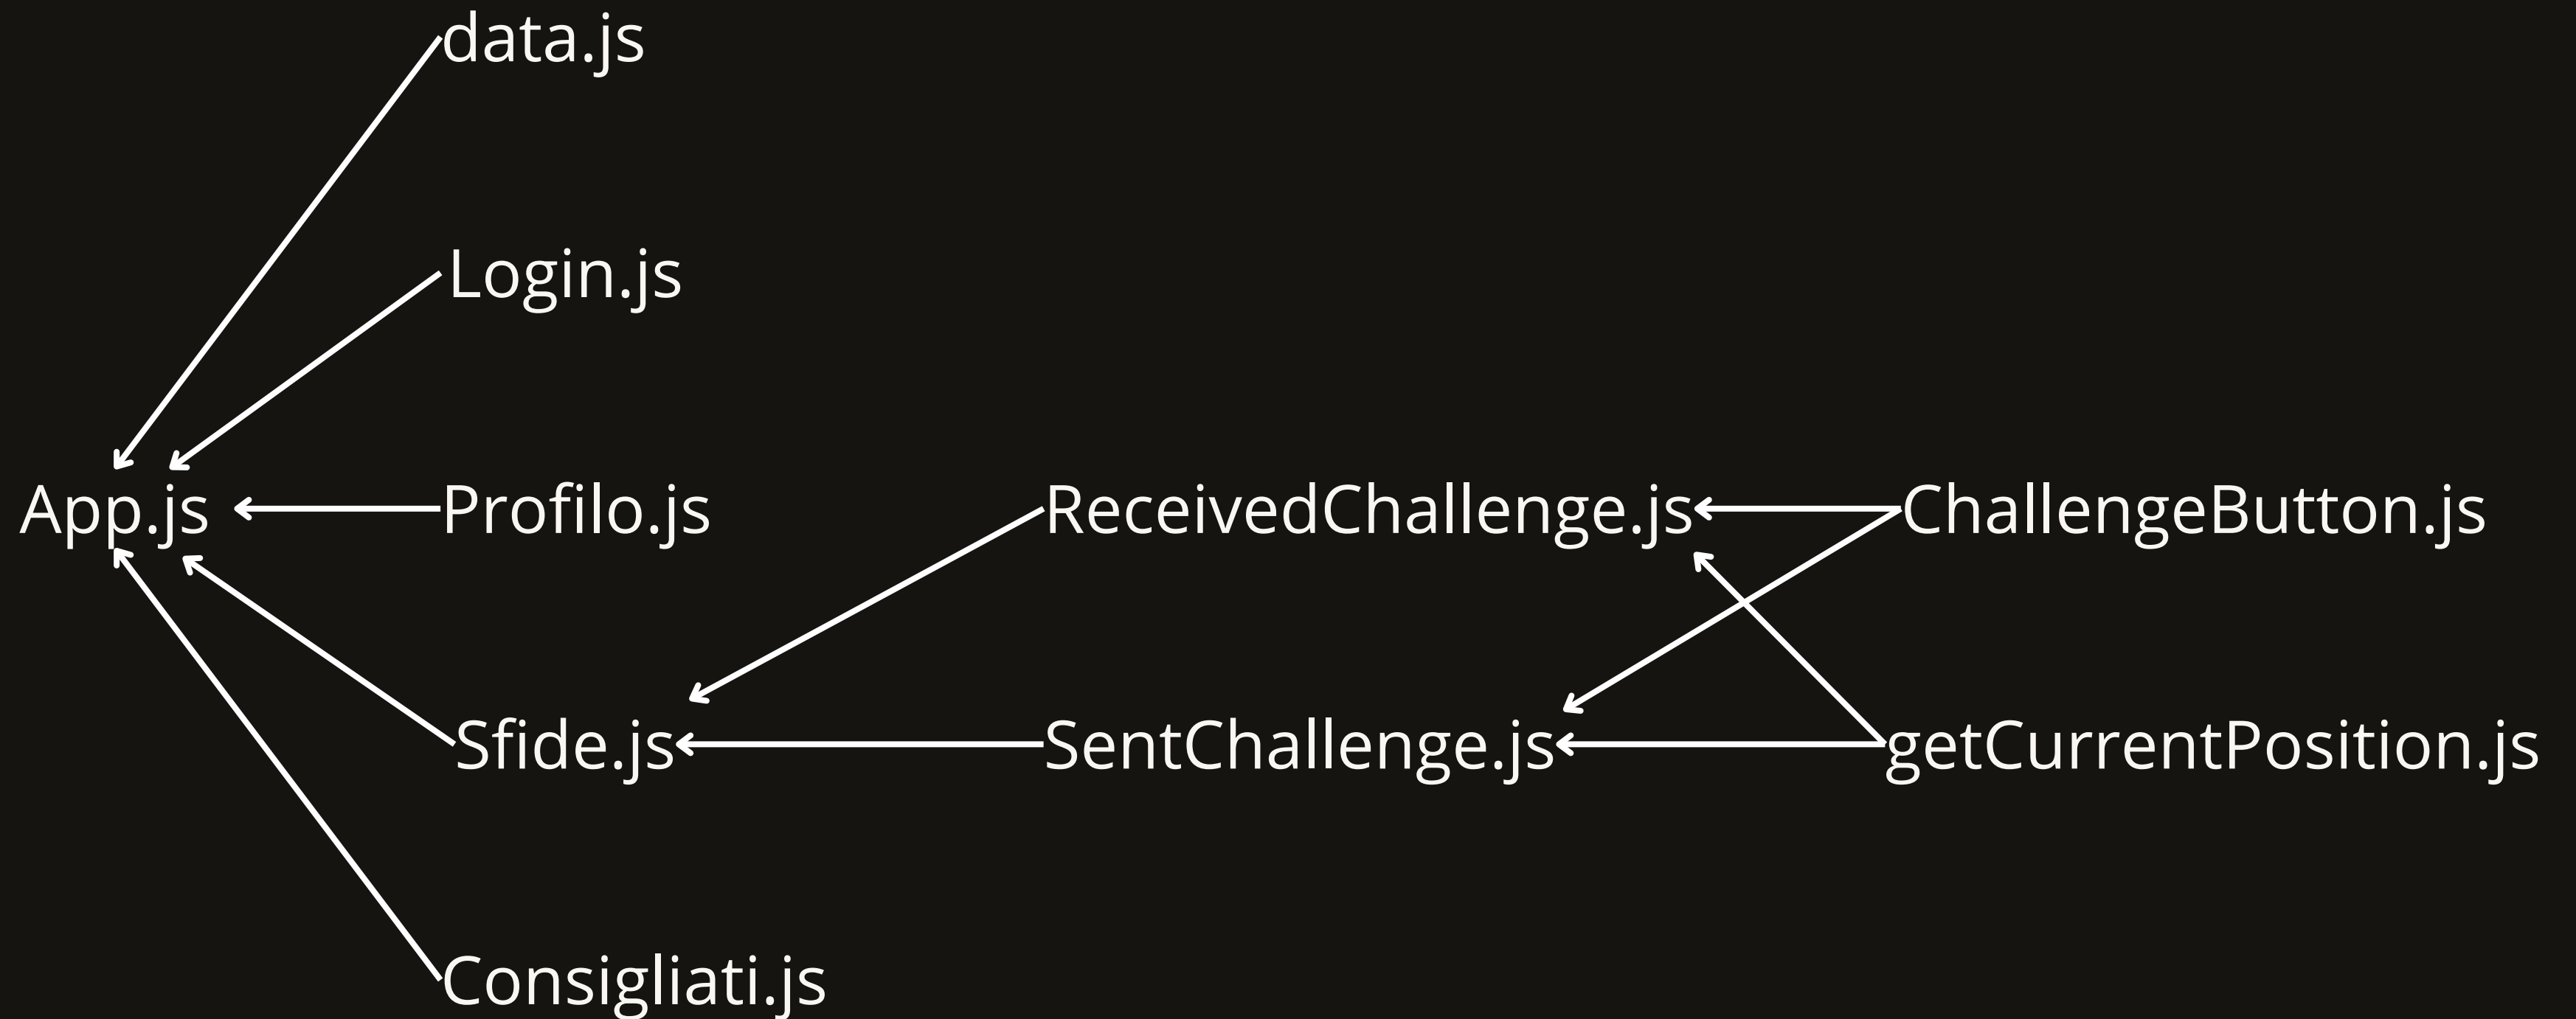 data.js
Login.js
App.js
Profilo.js
ReceivedChallenge.js
ChallengeButton.js
Sfide.js
SentChallenge.js
getCurrentPosition.js
Consigliati.js